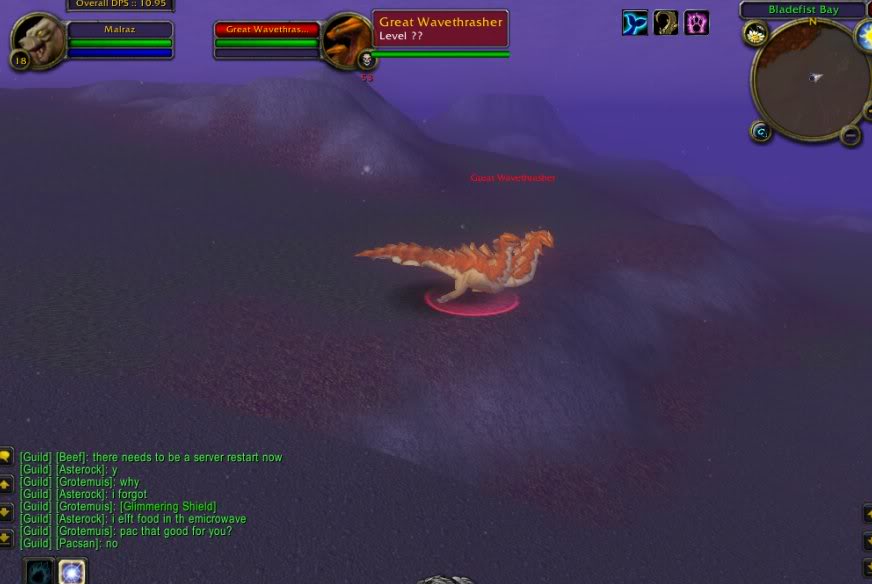 Overall DPS :: 10.95
Malraz
18
Great Wavethras...
Great Wavethrasher
Level ??
53
Bladefist Bay
N
Great Wavethrasher
[Guild] [Beef]: there needs to be a server restart now
[Guild] [Asterock]: y
[Guild] [Grotemuis]: why
[Guild] [Asterock]: i forgot
[Guild] [Grotemuis]: [Glimmering Shield]
[Guild] [Asterock]: i elft food in th emicrowave
[Guild] [Grotemuis]: pac that good for you?
[Guild] [Pacsan]: no